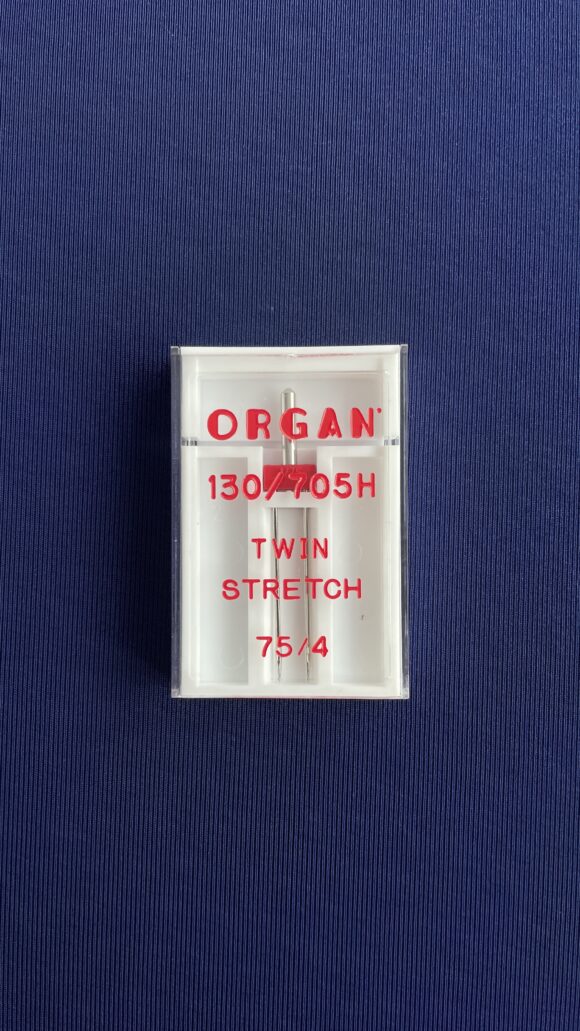 ORGAN
130/705H
TWIN
STRETCH
75/4